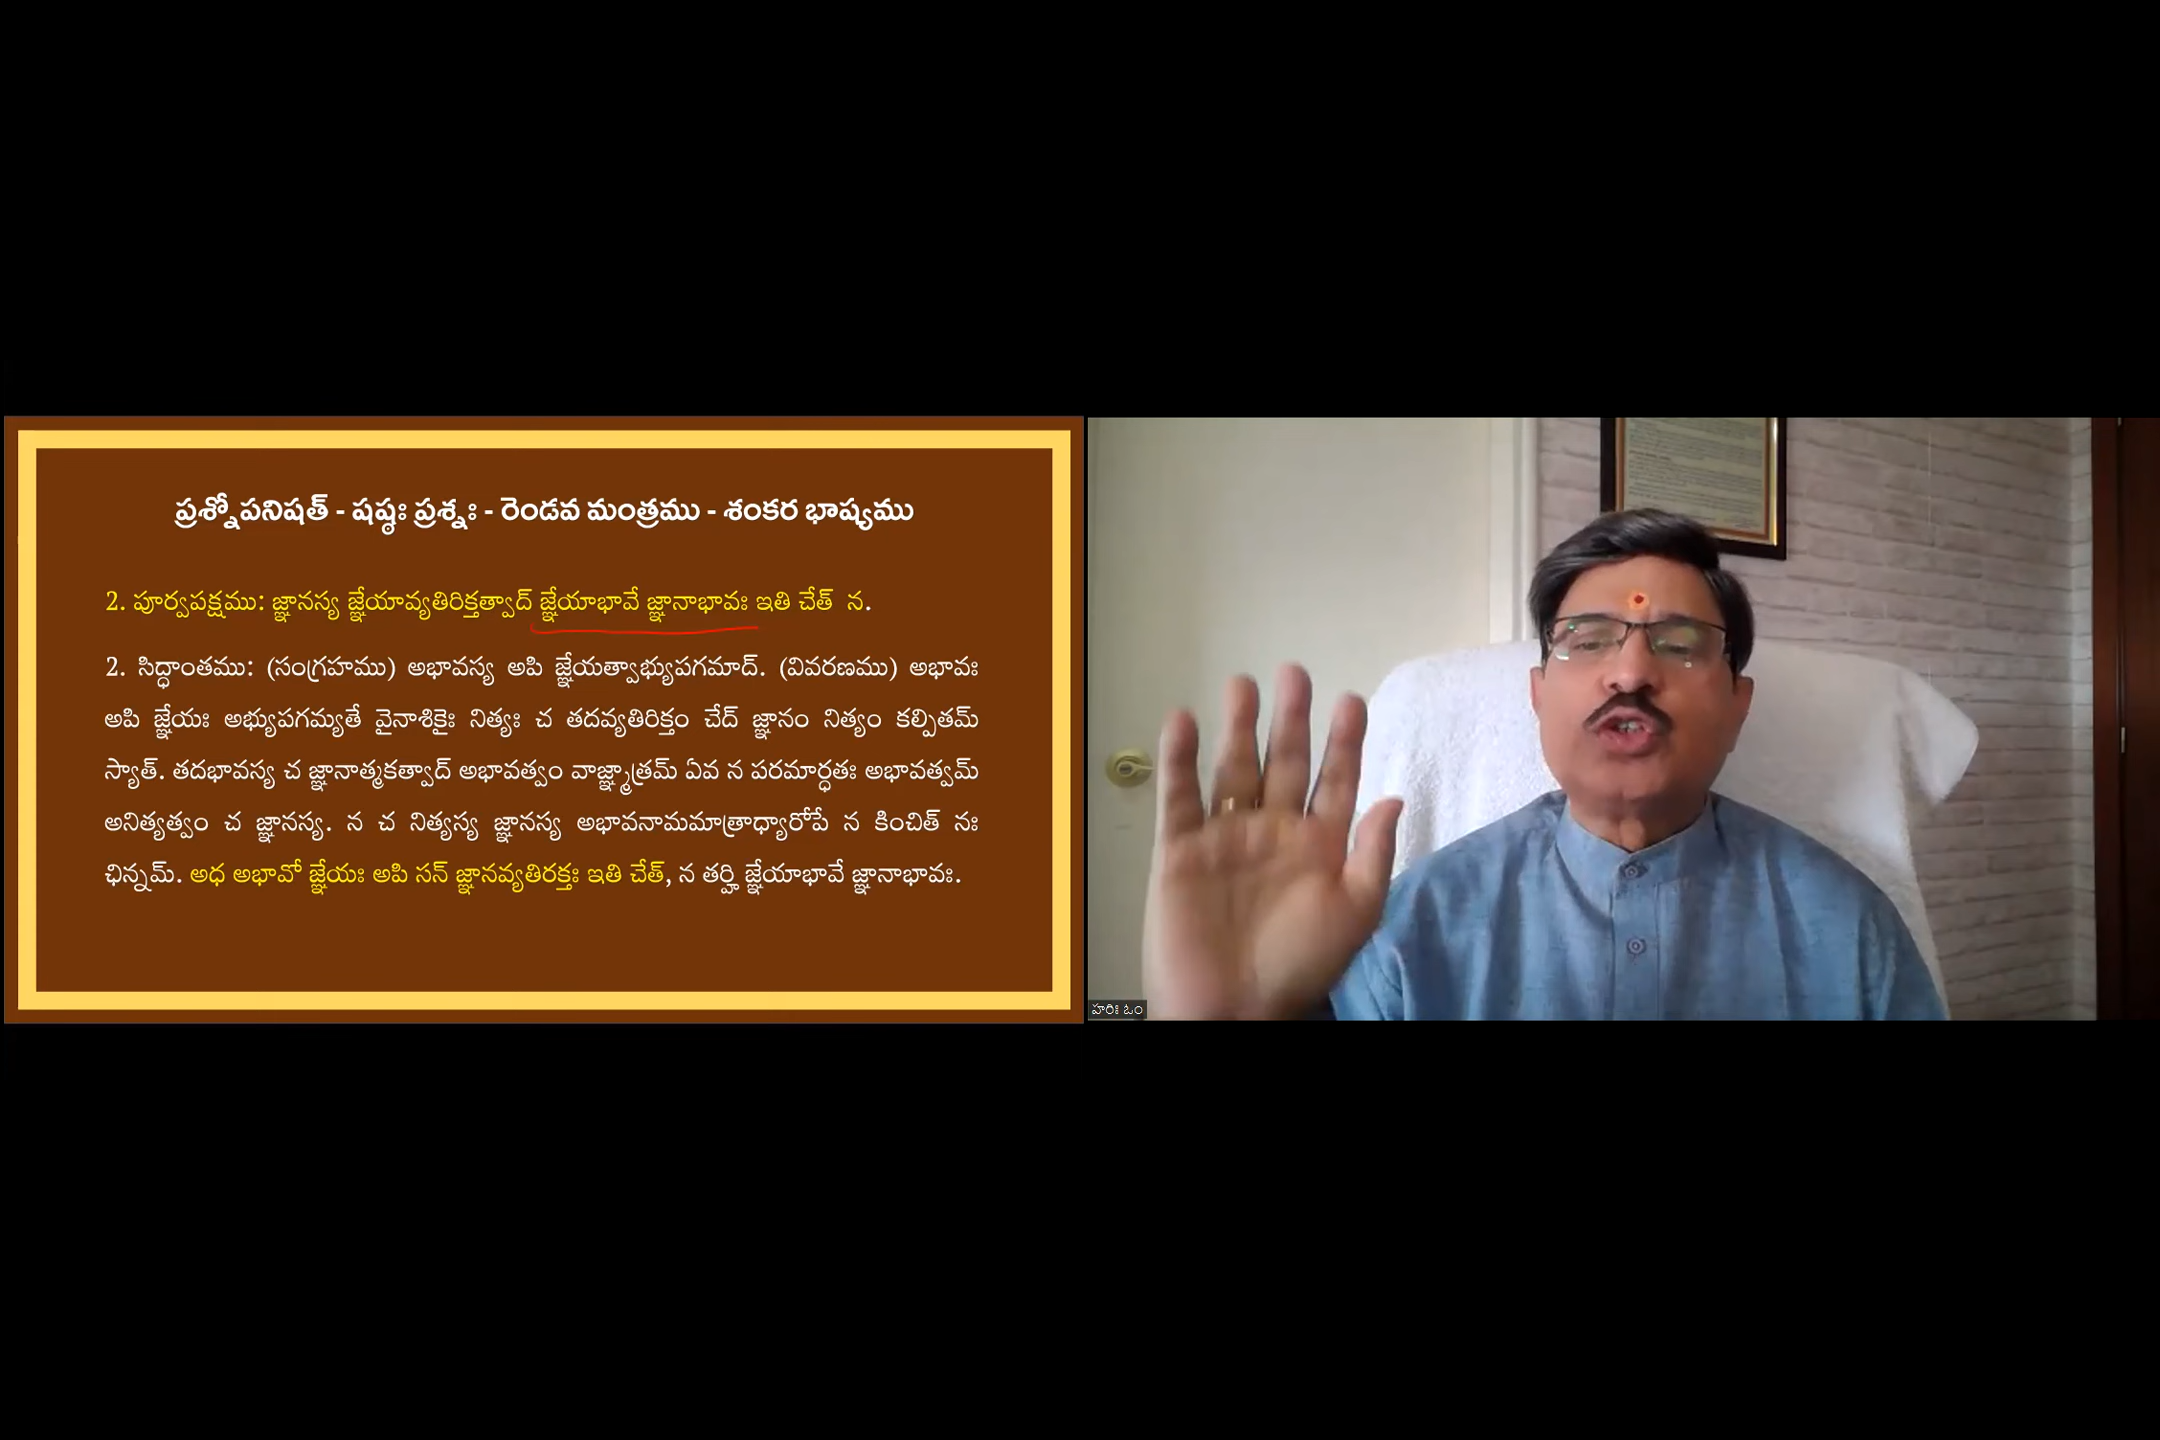 ప్రశ్నోపనిషత్ - షష్ఠః ప్రశ్నః - రెండవ మంత్రము - శంకర భాష్యము
2. పూర్వపక్షము: జ్ఞానస్య జ్ఞేయావ్యతిరిక్తత్వాద్ జ్ఞేయాభావే జ్ఞానాభావః ఇతి చేత్ న.
2. సిద్ధాంతము: (సంగ్రహము) అభావస్య అపి జ్ఞేయత్వాభ్యుపగమాద్. (వివరణము) అభావః
అపి జ్ఞేయః అభ్యుపగమ్యతే వైనాశికైః నిత్యః చ తదవ్యతిరిక్తం చేద్ జ్ఞానం నిత్యం కల్పితమ్
స్యాత్. తదభావస్య చ జ్ఞానాత్మకత్వాద్ అభావత్వం వాఙ్మాత్రమ్ ఏవ న పరమార్థతః అభావత్వమ్
అనిత్యత్వం చ జ్ఞానస్య. న చ నిత్యస్య జ్ఞానస్య అభావనామమాత్రాధ్యారోపే న కించిత్ నః
ఛిన్నమ్. అధ అభావో జ్ఞేయః అపి సన్ జ్ఞానవ్యతిరక్తః ఇతి చేత్, న తర్హి జ్ఞేయాభావే జ్ఞానాభావః.
హరిః ఓం